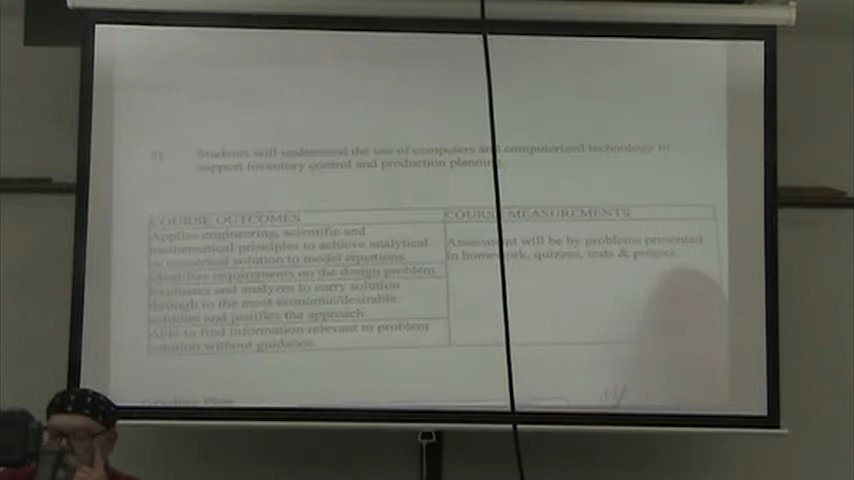 5) Students will understand the use of computers and computerized technology to
support inventory control and production planning.
COURSE OUTCOMES
Applies engineering, scientific and
mathematical principles to achieve analytical
or numerical solution to model equations
Identifies requirements on the design problem
Evaluates and analyzes to carry solution
through to the most economic/desirable
solution and justifies the approach
Able to find information relevant to problem
solution without guidance
COURSE MEASUREMENTS
Assessment will be by problems presented
in homework, quizzes, tests & project.
Grading Plan